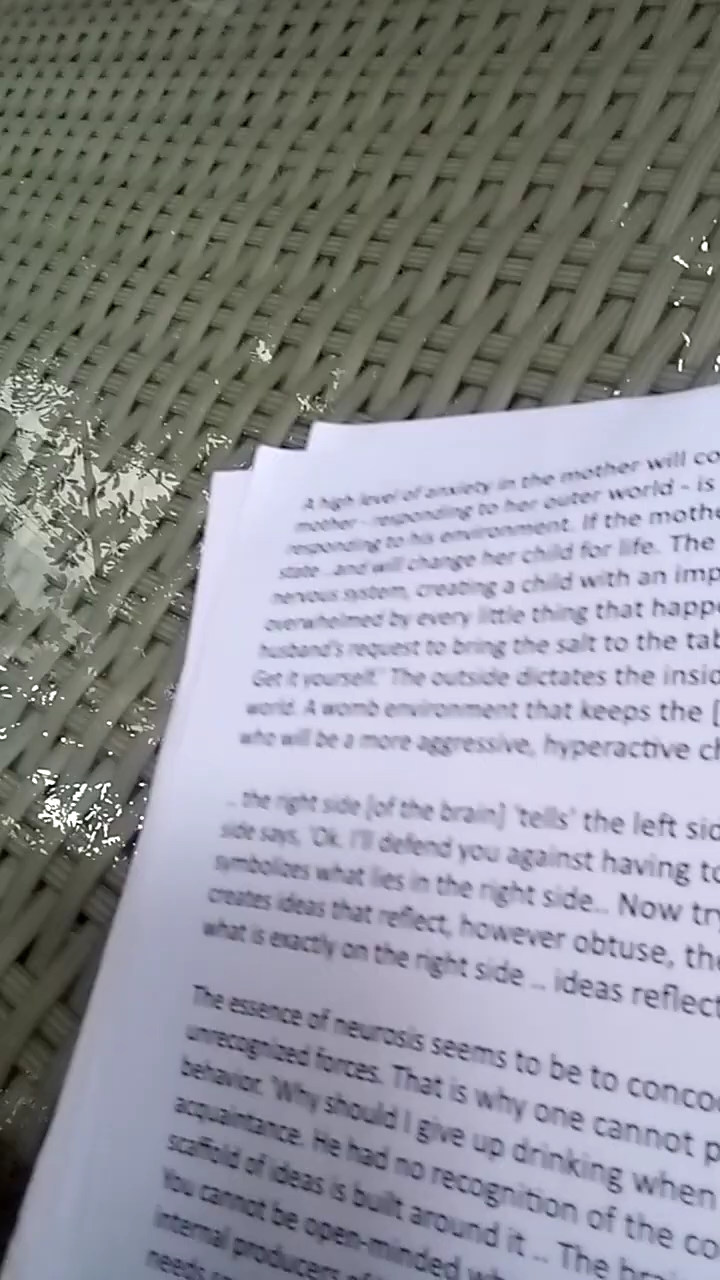 A high level of anxiety in the mother will co
mother - responding to her outer world - is
responding to his environment. If the mothe
state .. and will change her child for life. The
nervous system, creating a child with an imp
overwhelmed by every little thing that happe
husband's request to bring the salt to the tab
Get it yourself.' The outside dictates the insid
world. A womb environment that keeps the [
who will be a more aggressive, hyperactive ch
.. the right side [of the brain] 'tells' the left sid
side says, 'Ok. I'll defend you against having to
symbolizes what lies in the right side.. Now try
creates ideas that reflect, however obtuse, the
what is exactly on the right side .. ideas reflect
The essence of neurosis seems to be to conco
unrecognized forces. That is why one cannot p
behavior. 'Why should I give up drinking when
acquaintance. He had no recognition of the co
scaffold of ideas is built around it .. The brai
You cannot be open-minded wh
internal producers of
needs